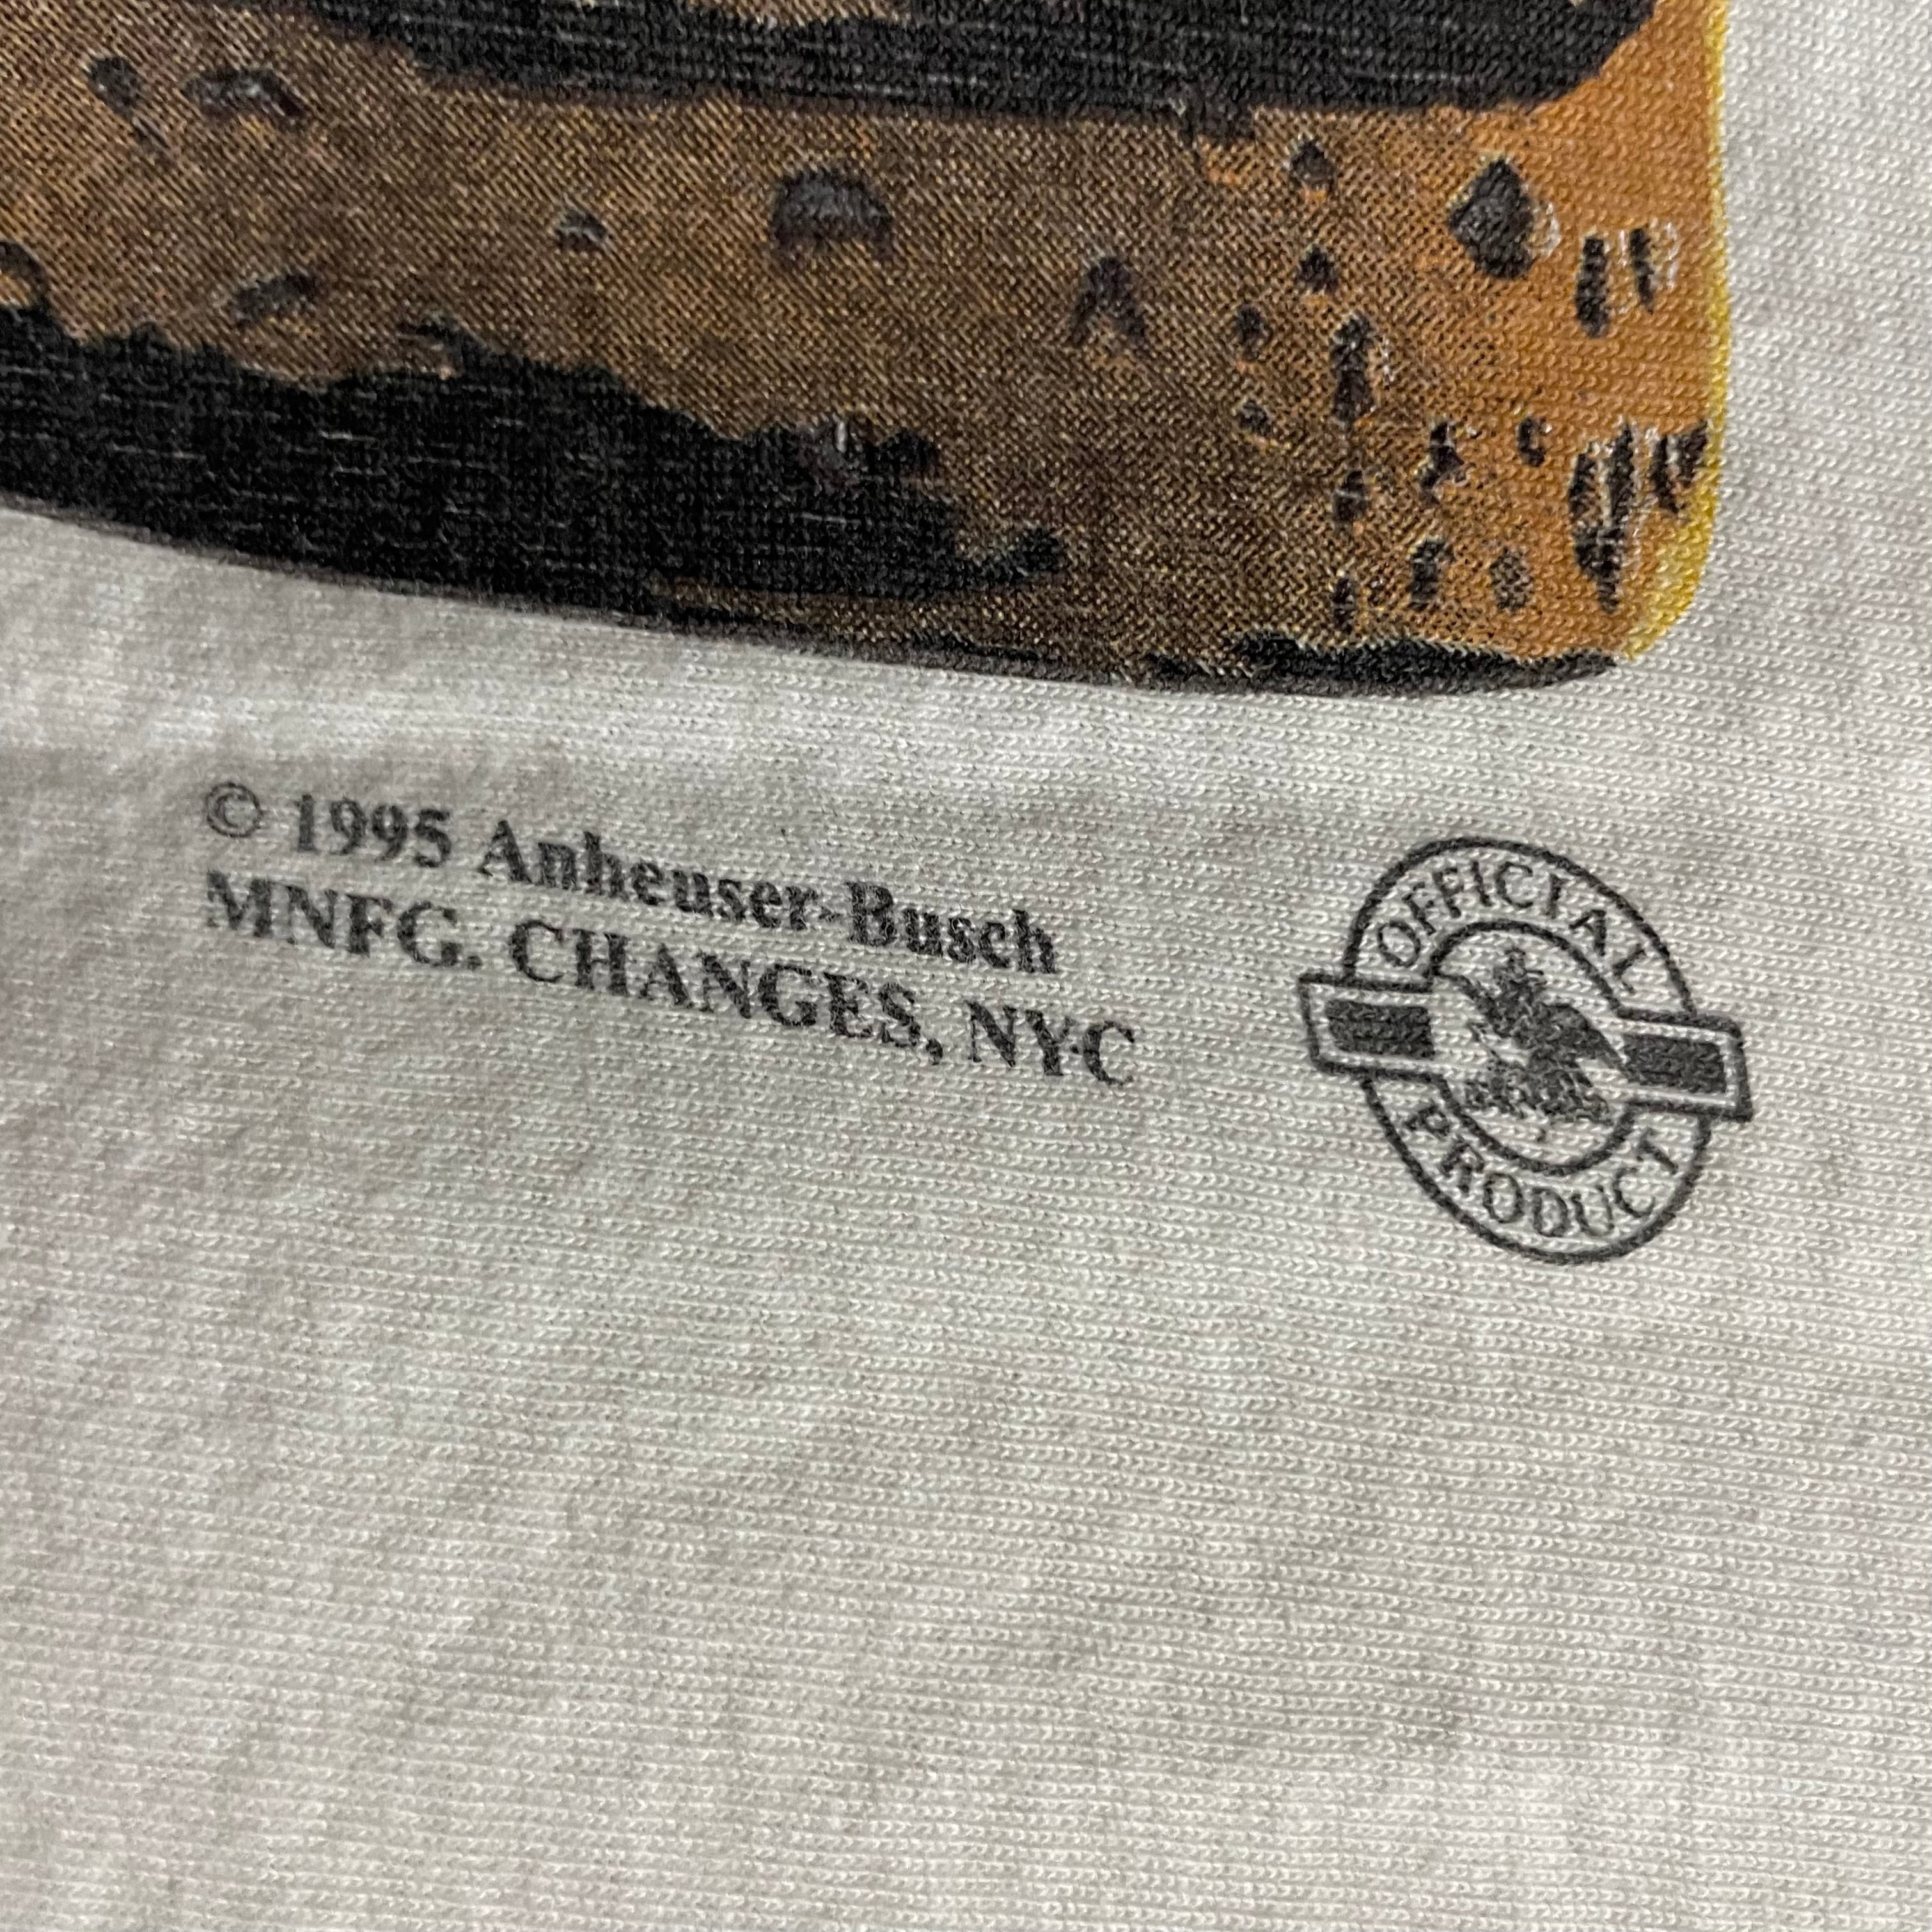 © 1995 Anheuser-Busch
MNFG. CHANGES, NYC
OFFICIAL
PRODUCT